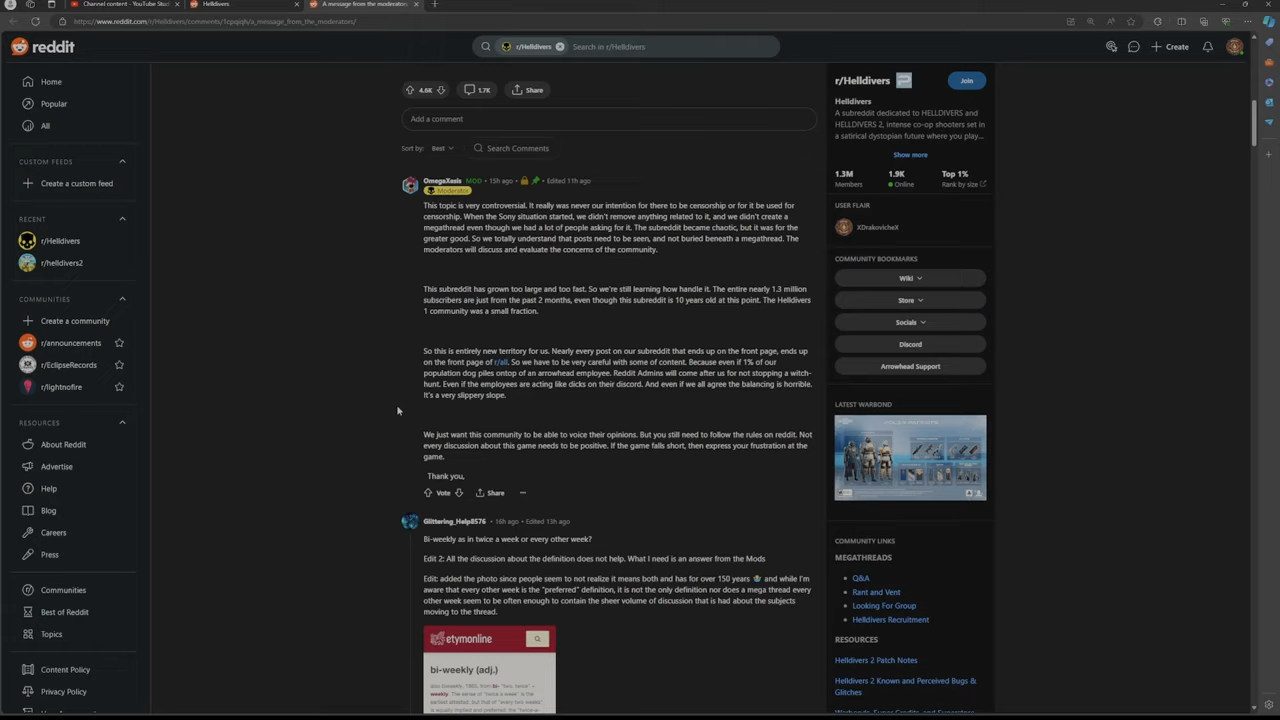 Channel content - YouTube Stud
Helldivers
A message from the moderators
https://www.reddit.com/r/Helldivers/comments/1cpqiqh/a_message_from_the_moderators/
reddit
r/Helldivers
Search in r/Helldivers
Create
Home
Popular
All
CUSTOM FEEDS
Create a custom feed
RECENT
r/Helldivers
r/helldivers2
COMMUNITIES
Create a community
r/announcements
r/EclipseRecords
r/lightnofire
RESOURCES
About Reddit
Advertise
Help
Blog
Careers
Press
Communities
Best of Reddit
Topics
Content Policy
Privacy Policy
4.6K
1.7K
Share
Add a comment
Sort by: Best
Search Comments
OmegaXesis MOD • 15h ago • Edited 11h ago
Moderator
This topic is very controversial. It really was never our intention for there to be censorship or for it be used for
censorship. When the Sony situation started, we didn't remove anything related to it, and we didn't create a
megathread even though we had a lot of people asking for it. The subreddit became chaotic, but it was for the
greater good. So we totally understand that posts need to be seen, and not buried beneath a megathread. The
moderators will discuss and evaluate the concerns of the community.
This subreddit has grown too large and too fast. So we're still learning how handle it. The entire nearly 1.3 million
subscribers are just from the past 2 months, even though this subreddit is 10 years old at this point. The Helldivers
1 community was a small fraction.
So this is entirely new territory for us. Nearly every post on our subreddit that ends up on the front page, ends up
on the front page of r/all. So we have to be very careful with some of content. Because even if 1% of our
population dog piles ontop of an arrowhead employee. Reddit Admins will come after us for not stopping a witch-
hunt. Even if the employees are acting like dicks on their discord. And even if we all agree the balancing is horrible.
It's a very slippery slope.
We just want this community to be able to voice their opinions. But you still need to follow the rules on reddit. Not
every discussion about this game needs to be positive. If the game falls short, then express your frustration at the
game.
Thank you,
Vote
Share
Glittering_Help8576 • 16h ago • Edited 13h ago
Bi-weekly as in twice a week or every other week?
Edit 2: All the discussion about the definition does not help. What I need is an answer from the Mods
Edit: added the photo since people seem to not realize it means both and has for over 150 years 😭 and while I'm
aware that every other week is the "preferred" definition, it is not the only definition nor does a mega thread every
other week seem to be often enough to contain the sheer volume of discussion that is had about the subjects
moving to the thread.
etymonline
bi-weekly (adj.)
r/Helldivers
Join
Helldivers
A subreddit dedicated to HELLDIVERS and
HELLDIVERS 2, intense co-op shooters set in
a satirical dystopian future where you play...
Show more
1.3M
Members
1.9K
Online
Top 1%
Rank by size
USER FLAIR
XDrakovicheX
COMMUNITY BOOKMARKS
Wiki
Store
Socials
Discord
Arrowhead Support
LATEST WARBOND
POLAR PATRIOTS
COMMUNITY LINKS
MEGATHREADS
Q&A
Rant and Vent
Looking For Group
Helldivers Recruitment
RESOURCES
Helldivers 2 Patch Notes
Helldivers 2 Known and Perceived Bugs &
Glitches